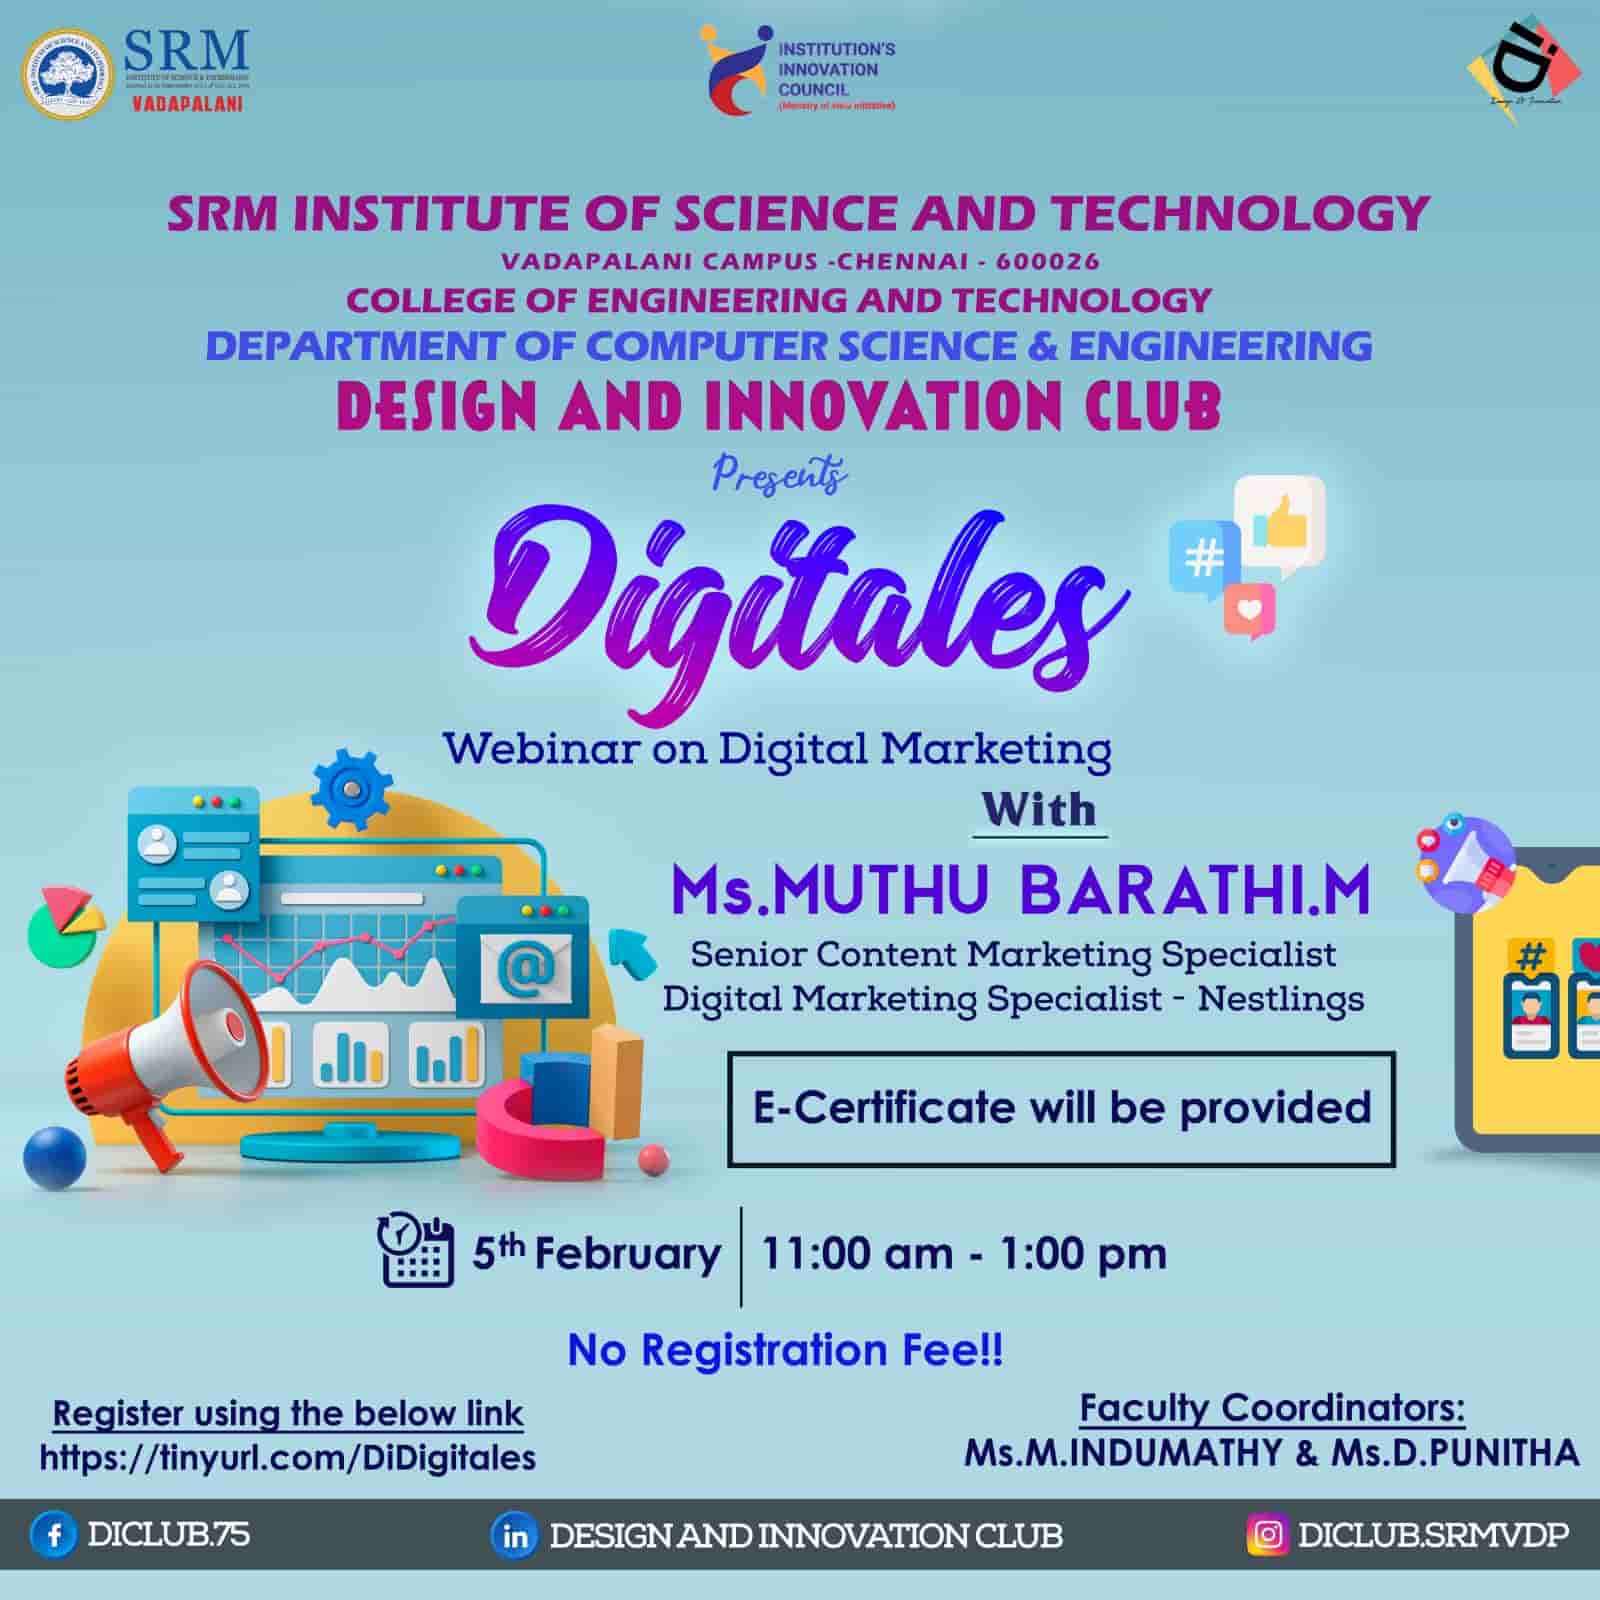 SRM
INSTITUTE OF SCIENCE & TECHNOLOGY
VADAPALANI
INSTITUTION'S
INNOVATION
COUNCIL
SRM INSTITUTE OF SCIENCE AND TECHNOLOGY
VADAPALANI CAMPUS -CHENNAI - 600026
COLLEGE OF ENGINEERING AND TECHNOLOGY
DEPARTMENT OF COMPUTER SCIENCE & ENGINEERING
DESIGN AND INNOVATION CLUB
Presents
Digitales
#
Webinar on Digital Marketing
With
Ms.MUTHU BARATHI.M
Senior Content Marketing Specialist
Digital Marketing Specialist - Nestlings
@
#
E-Certificate will be provided
5th February
11:00 am - 1:00 pm
No Registration Fee!!
Register using the below link
https://tinyurl.com/DiDigitales
Faculty Coordinators:
Ms.M.INDUMATHY & Ms.D.PUNITHA
f DICLUB.75
in DESIGN AND INNOVATION CLUB
DICLUB.SRMVDP